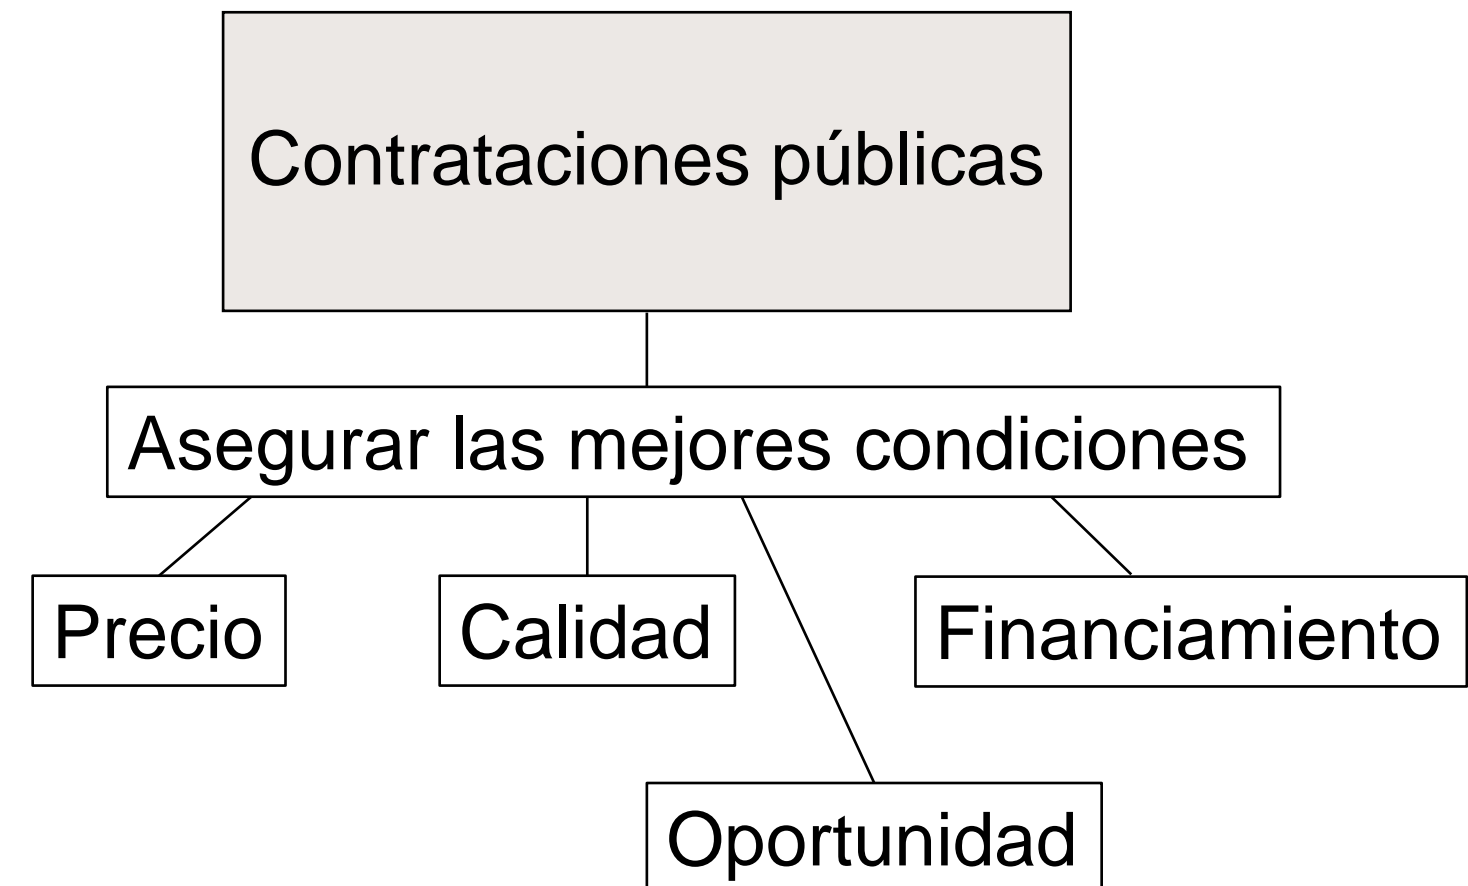 Contrataciones públicas
Asegurar las mejores condiciones
Precio
Calidad
Financiamiento
Oportunidad